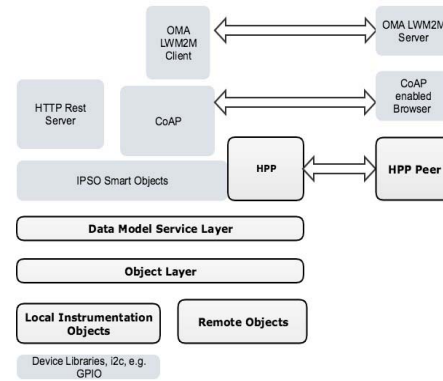 OMA
LWM2M
Client
OMA LWM2M
Server
HTTP Rest
Server
CoAP
CoAP
enabled
Browser
IPSO Smart Objects
HPP
HPP Peer
Data Model Service Layer
Object Layer
Local Instrumentation
Objects
Remote Objects
Device Libraries, i2c, e.g.
GPIO